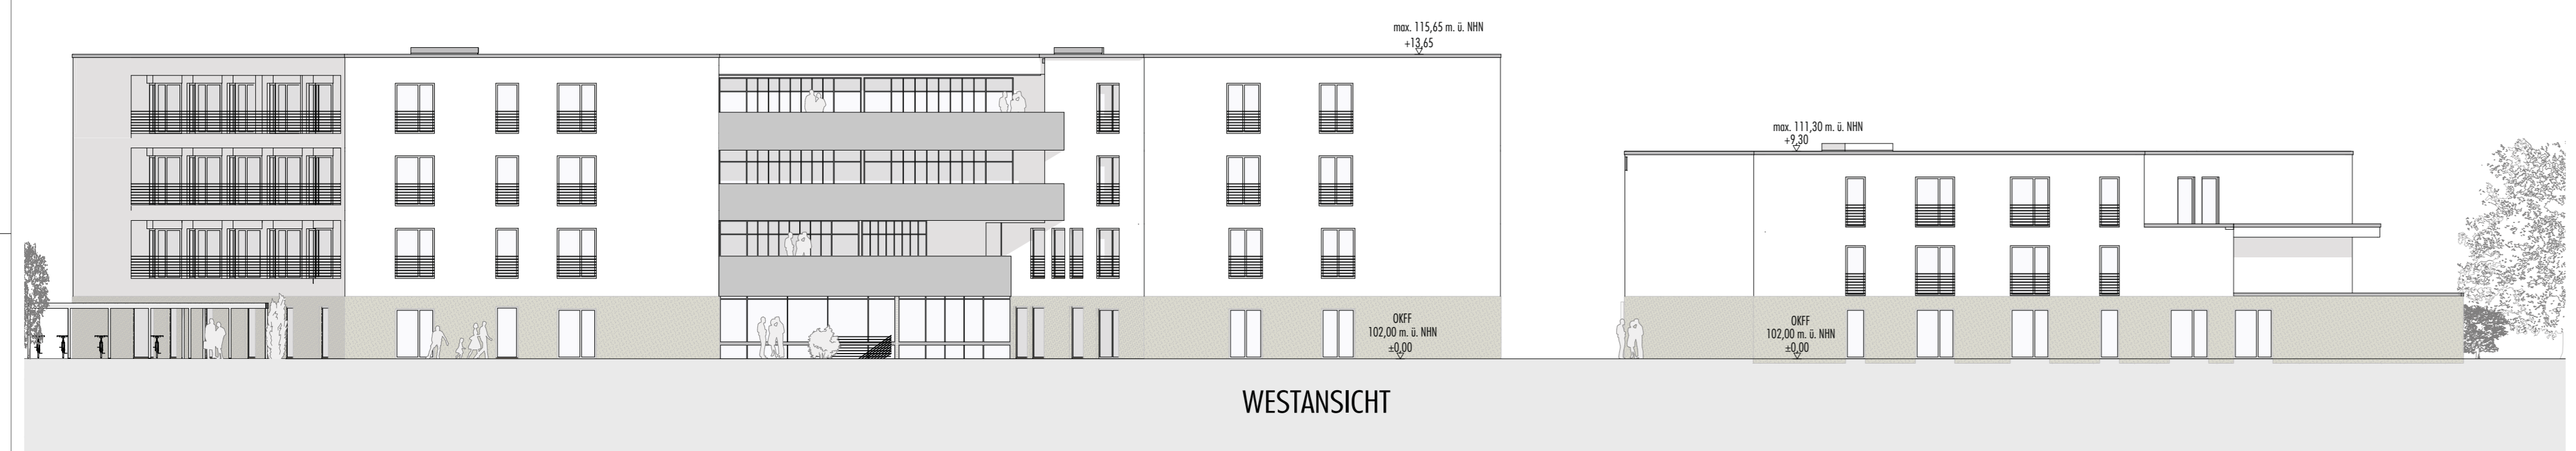 max. 115,65 m. ü. NHN
+13,65
max. 111,30 m. ü. NHN
+9,30
OKFF
102,00 m. ü. NHN
±0,00
OKFF
102,00 m. ü. NHN
±0,00
WESTANSICHT